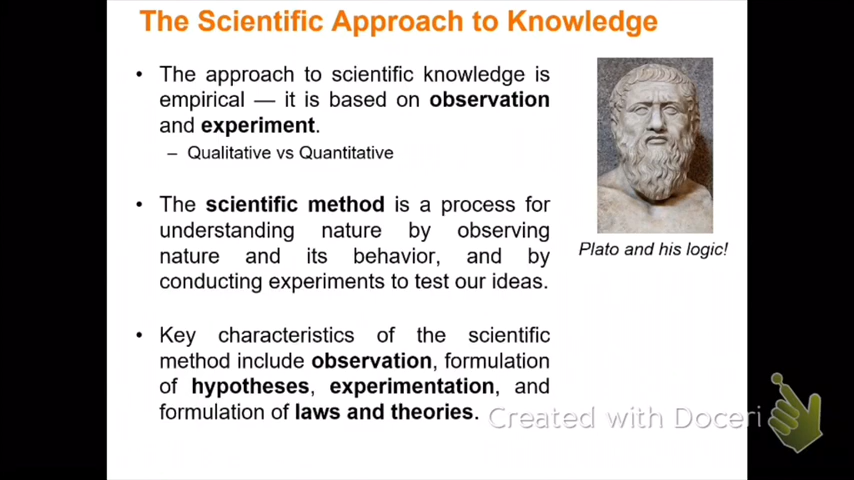 The Scientific Approach to Knowledge
• The approach to scientific knowledge is
empirical — it is based on observation
and experiment.
– Qualitative vs Quantitative
• The scientific method is a process for
understanding nature by observing
nature and its behavior, and by
conducting experiments to test our ideas.
• Key characteristics of the scientific
method include observation, formulation
of hypotheses, experimentation, and
formulation of laws and theories.
Plato and his logic!
Created with Doceri